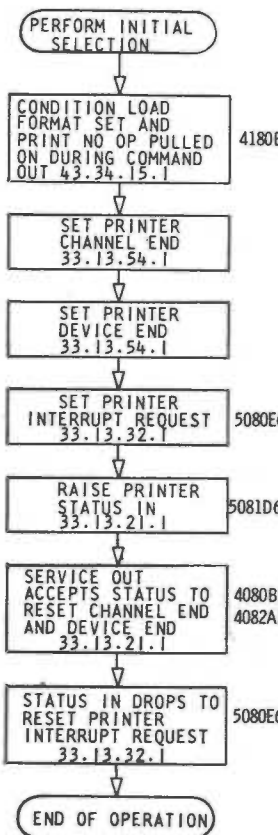 PERFORM INITIAL
SELECTION
CONDITION LOAD
FORMAT SET AND
PRINT NO OP PULLED
ON DURING COMMAND
OUT 43.34.15.1
4180E
SET PRINTER
CHANNEL END
33.13.54.1
SET PRINTER
DEVICE END
33.13.54.1
SET PRINTER
INTERRUPT REQUEST
33.13.32.1
5080E6
RAISE PRINTER
STATUS IN
33.13.21.1
5081D6
SERVICE OUT
ACCEPTS STATUS TO
RESET CHANNEL END
AND DEVICE END
33.13.21.1
4080B
4082A
STATUS IN DROPS TO
RESET PRINTER
INTERRUPT REQUEST
33.13.32.1
5080E6
END OF OPERATION